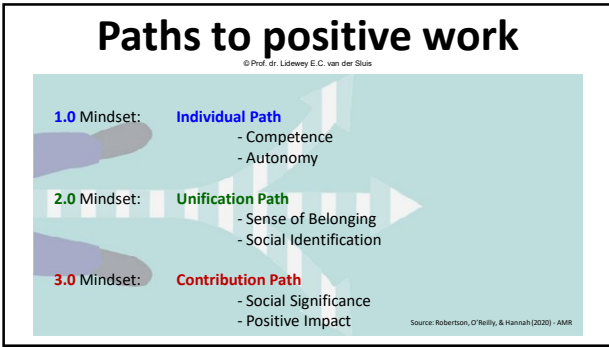 Paths to positive work
© Prof. dr. Lidewey E.C. van der Sluis
1.0 Mindset: Individual Path
- Competence
- Autonomy
2.0 Mindset: Unification Path
- Sense of Belonging
- Social Identification
3.0 Mindset: Contribution Path
- Social Significance
- Positive Impact
Source: Robertson, O’Reilly, & Hannah (2020) - AMR